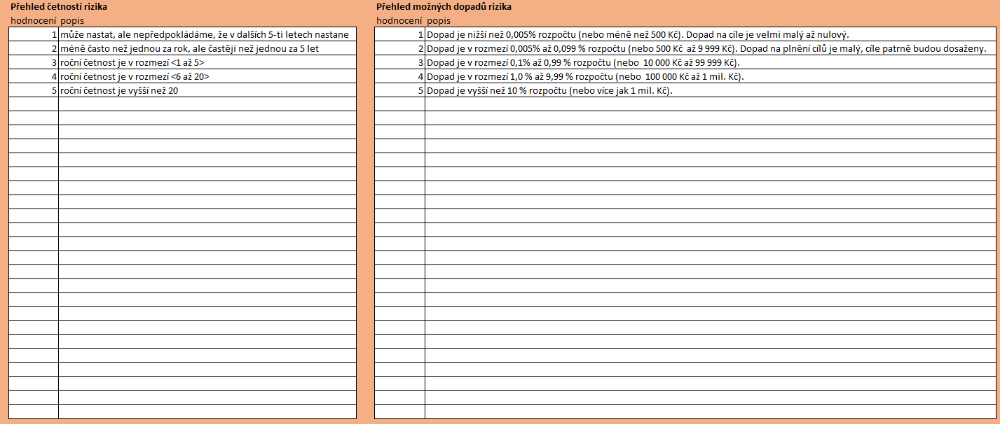 Přehled četností rizika
hodnocení popis
1 může nastat, ale nepředpokládáme, že v dalších 5-ti letech nastane
2 méně často než jednou za rok, ale častěji než jednou za 5 let
3 roční četnost je v rozmezí <1 až 5>
4 roční četnost je v rozmezí <6 až 20>
5 roční četnost je vyšší než 20
Přehled možných dopadů rizika
hodnocení popis
1 Dopad je nižší než 0,005% rozpočtu (nebo méně než 500 Kč). Dopad na cíle je velmi malý až nulový.
2 Dopad je v rozmezí 0,005% až 0,099 % rozpočtu (nebo 500 Kč až 9 999 Kč). Dopad na plnění cílů je malý, cíle patrně budou dosaženy.
3 Dopad je v rozmezí 0,1% až 0,99 % rozpočtu (nebo 10 000 Kč až 99 999 Kč).
4 Dopad je v rozmezí 1,0 % až 9,99 % rozpočtu (nebo 100 000 Kč až 1 mil. Kč).
5 Dopad je vyšší než 10 % rozpočtu (nebo více jak 1 mil. Kč).